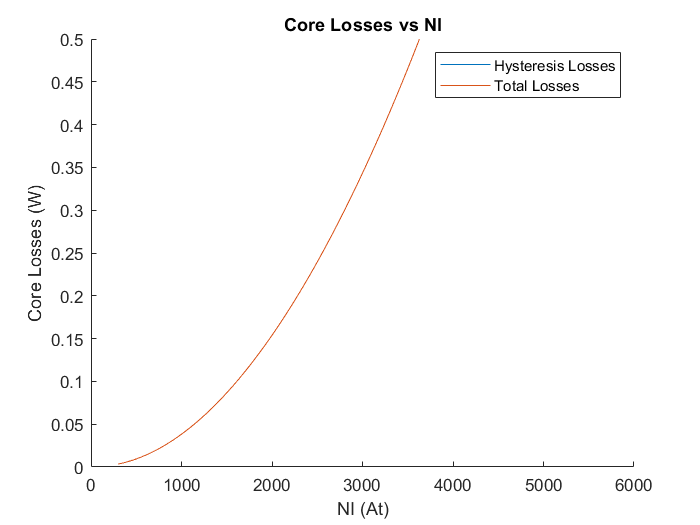 Core Losses vs NI
Hysteresis Losses
Total Losses
0.5
0.45
0.4
0.35
0.3
0.25
0.2
0.15
0.1
0.05
0
Core Losses (W)
0 1000 2000 3000 4000 5000 6000
NI (At)